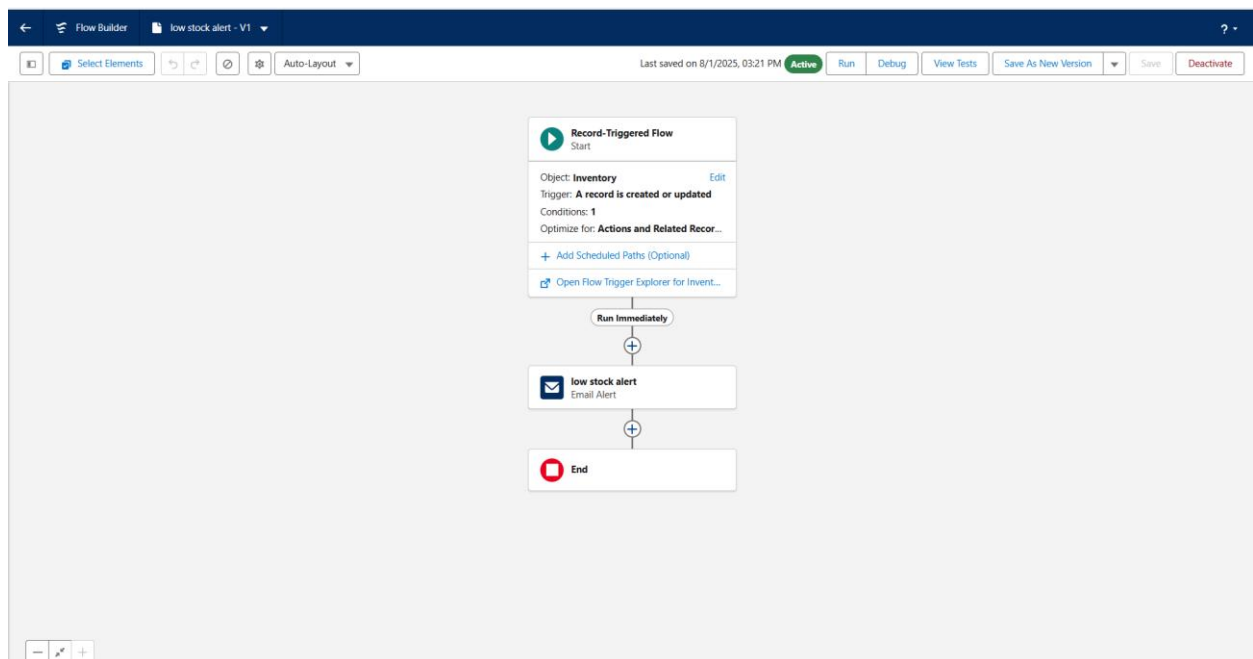 Flow Builder low stock alert - V1 ?
Select Elements Auto-Layout Last saved on 8/1/2025, 03:21 PM Active Run Debug View Tests Save As New Version Save Deactivate
Record-Triggered Flow
Start
Object: Inventory Edit
Trigger: A record is created or updated
Conditions: 1
Optimize for: Actions and Related Recor...
+ Add Scheduled Paths (Optional)
Open Flow Trigger Explorer for Invent...
Run Immediately
low stock alert
Email Alert
End